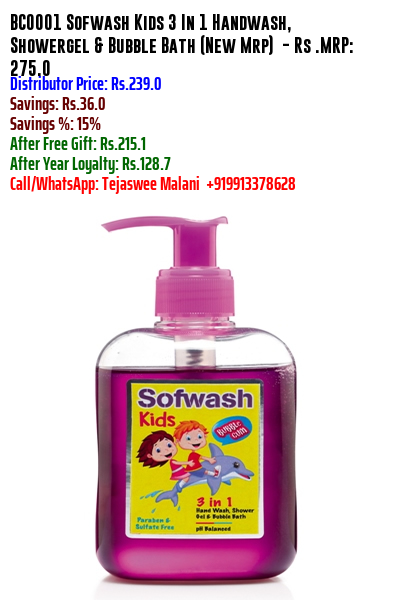 BC0001 Sofwash Kids 3 In 1 Handwash,
Showergel & Bubble Bath (New Mrp) - Rs .MRP:
275.0
Distributor Price: Rs.239.0
Savings: Rs.36.0
Savings %: 15%
After Free Gift: Rs.215.1
After Year Loyalty: Rs.128.7
Call/WhatsApp: Tejaswee Malani +919913378628
Sofwash
Kids
BUBBLE
GUM
3 in 1
Hand Wash, Shower
Gel & Bubble Bath
Paraben &
Sulfate Free
pH Balanced